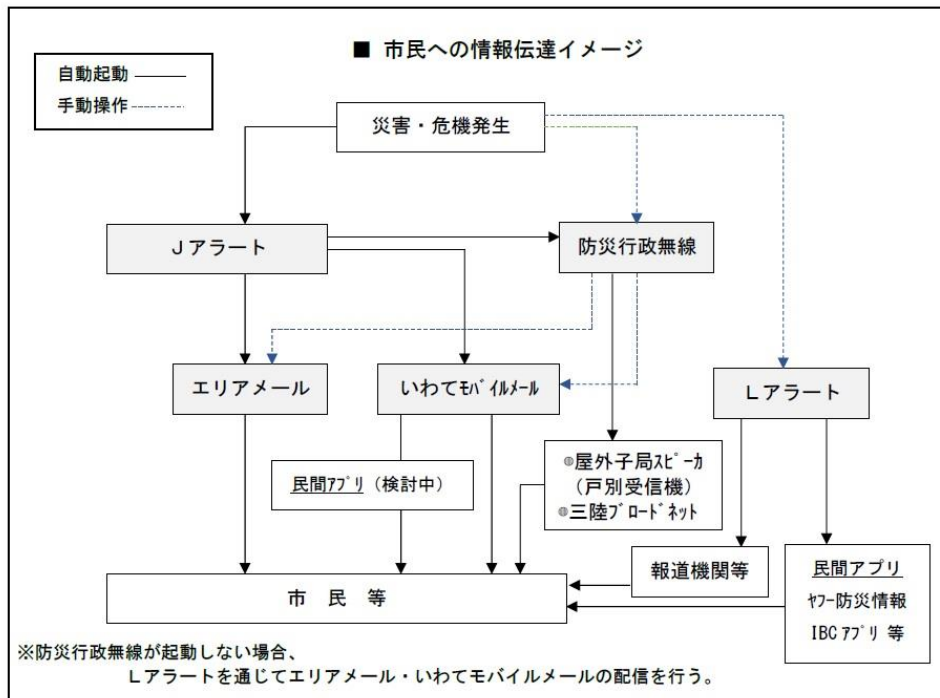 ■ 市民への情報伝達イメージ
自動起動
手動操作
災害・危機発生
Ｊアラート
防災行政無線
エリアメール
いわてﾓﾊﾞｲﾙﾒｰﾙ
Ｌアラート
民間ｱﾌﾟﾘ（検討中）
◎屋外子局ｽﾋﾟｰｶ
（戸別受信機）
◎三陸ﾌﾞﾛｰﾄﾞﾈｯﾄ
報道機関等
民間アプリ
ﾔﾌｰ防災情報
IBCｱﾌﾟﾘ 等
市　民　等
※防災行政無線が起動しない場合、
Ｌアラートを通じてエリアメール・いわてモバイルメールの配信を行う。